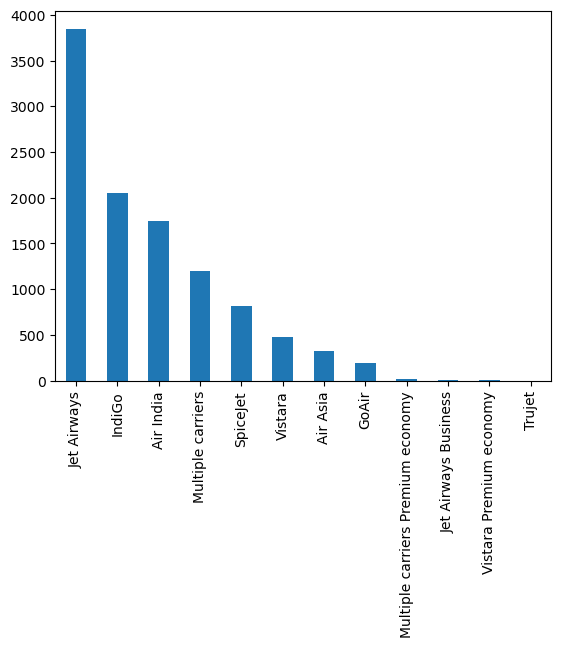 4000
3500
3000
2500
2000
1500
1000
500
0
Jet Airways
IndiGo
Air India
Multiple carriers
SpiceJet
Vistara
Air Asia
GoAir
Multiple carriers Premium economy
Jet Airways Business
Vistara Premium economy
Trujet